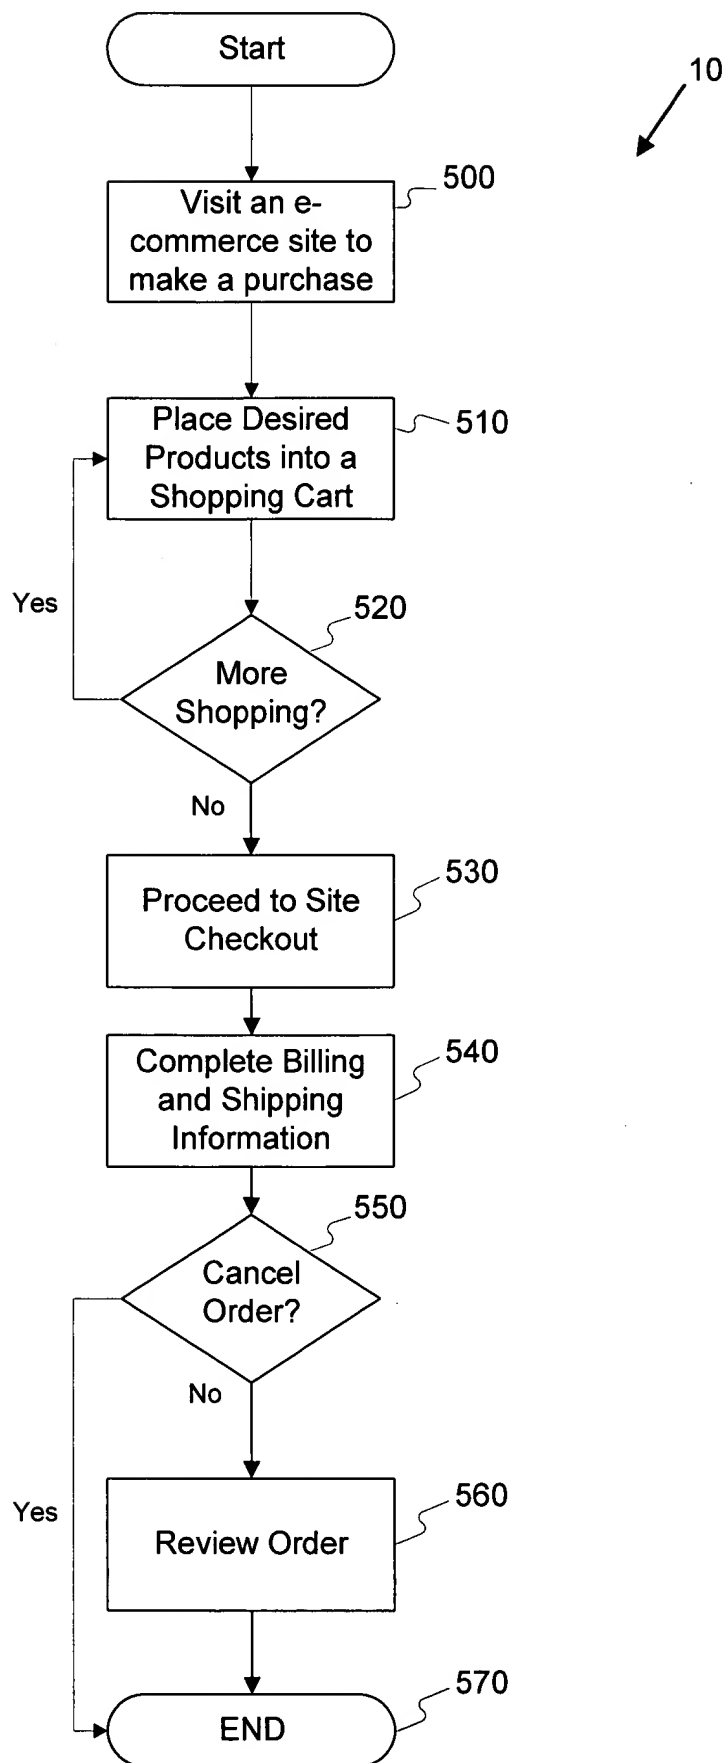 Start
10
500
Visit an e-
commerce site to
make a purchase
Place Desired
Products into a
Shopping Cart
510
Yes
520
More
Shopping?
No
530
Proceed to Site
Checkout
540
Complete Billing
and Shipping
Information
550
Cancel
Order?
No
Yes
560
Review Order
570
END